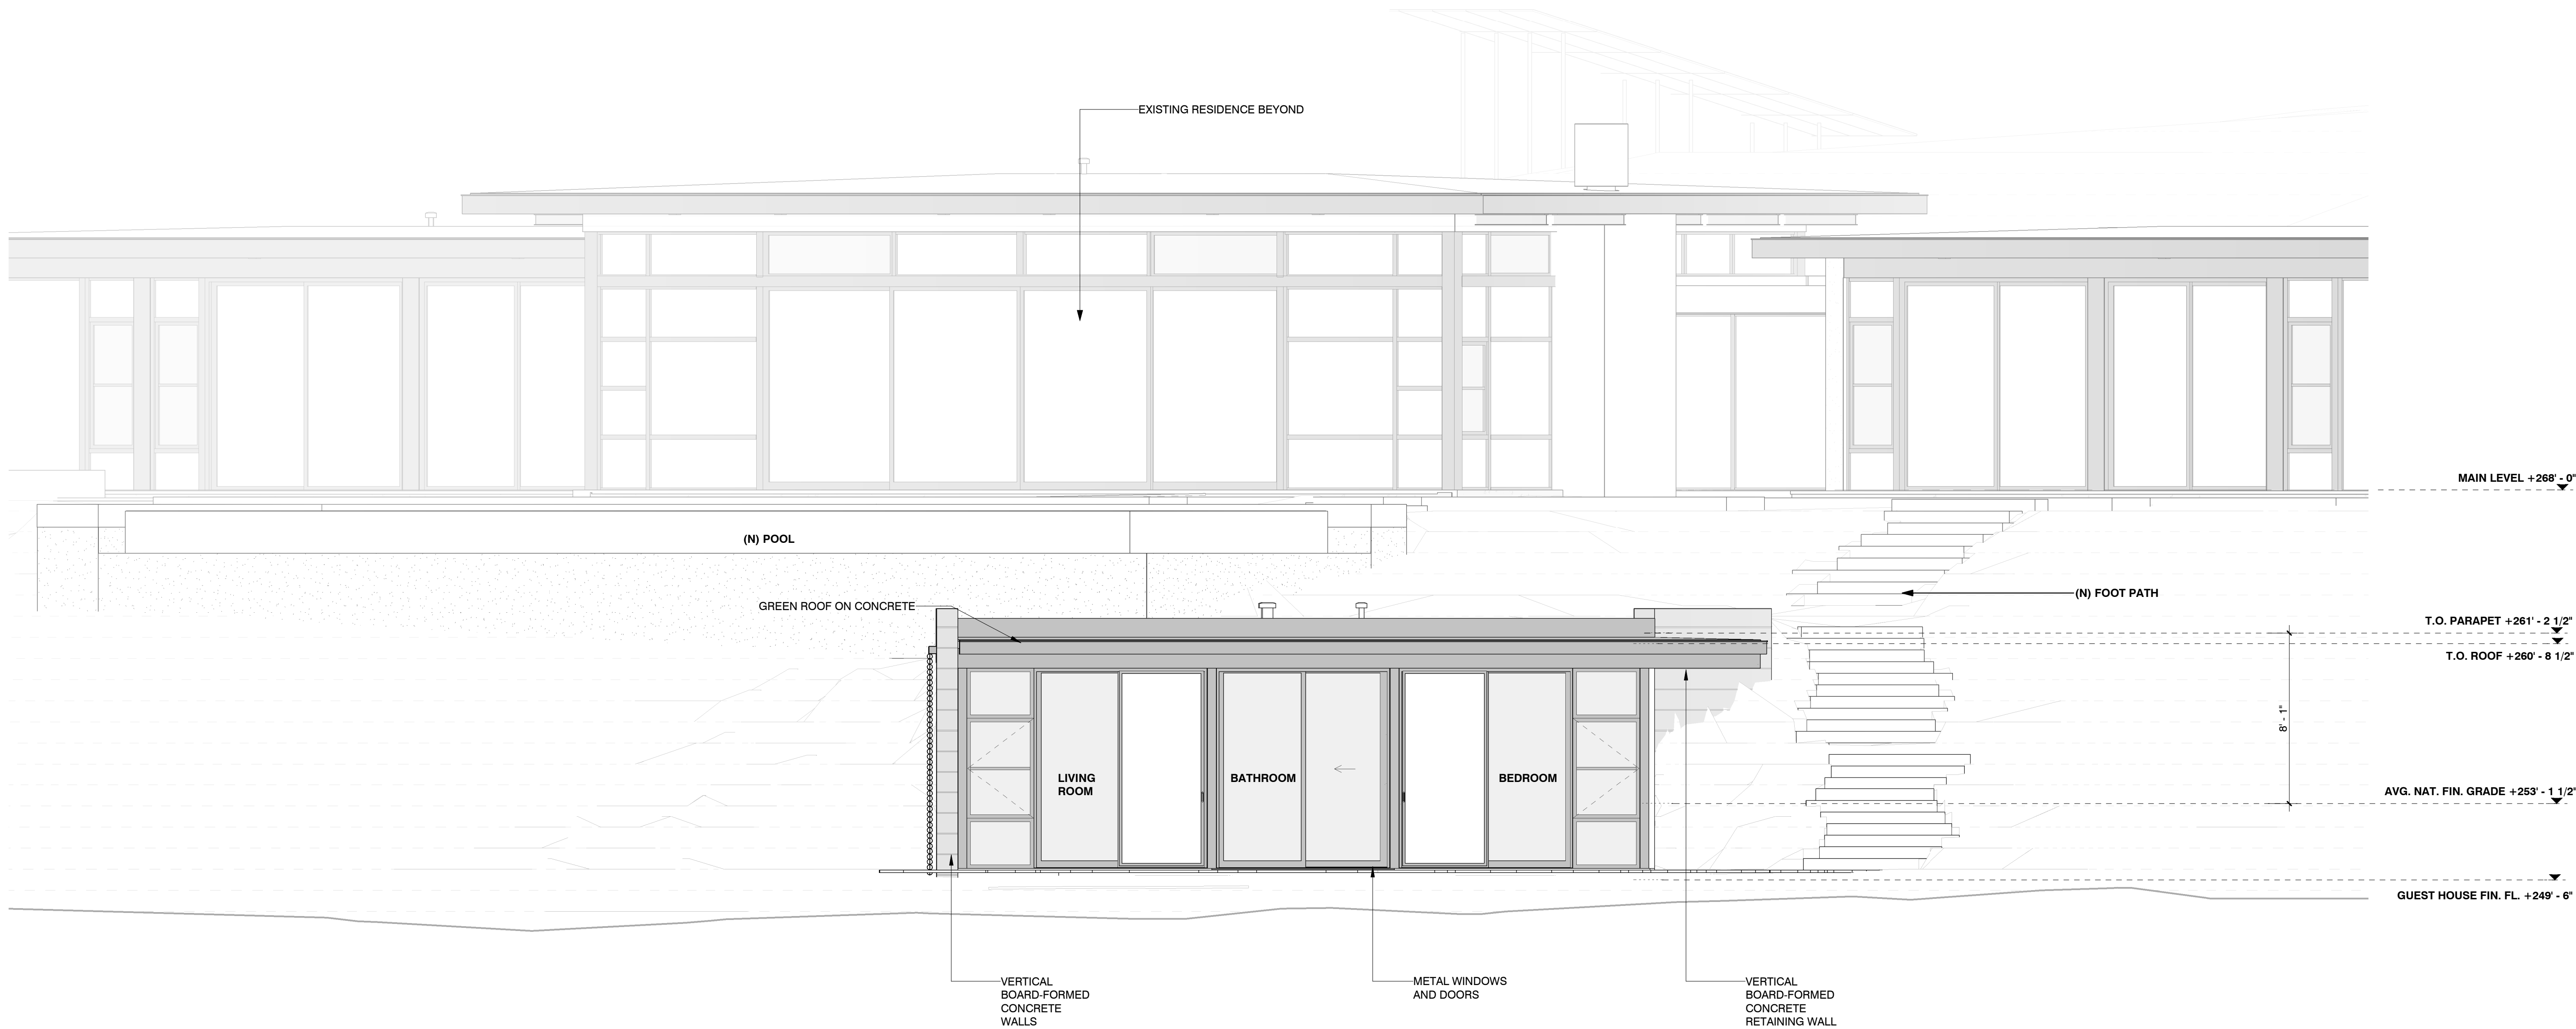 EXISTING RESIDENCE BEYOND
MAIN LEVEL +268' - 0"
(N) POOL
(N) FOOT PATH
GREEN ROOF ON CONCRETE
T.O. PARAPET +261' - 2 1/2"
T.O. ROOF +260' - 8 1/2"
8' - 1"
LIVING
ROOM
BATHROOM
BEDROOM
AVG. NAT. FIN. GRADE +253' - 1 1/2"
GUEST HOUSE FIN. FL. +249' - 6"
VERTICAL
BOARD-FORMED
CONCRETE
WALLS
METAL WINDOWS
AND DOORS
VERTICAL
BOARD-FORMED
CONCRETE
RETAINING WALL